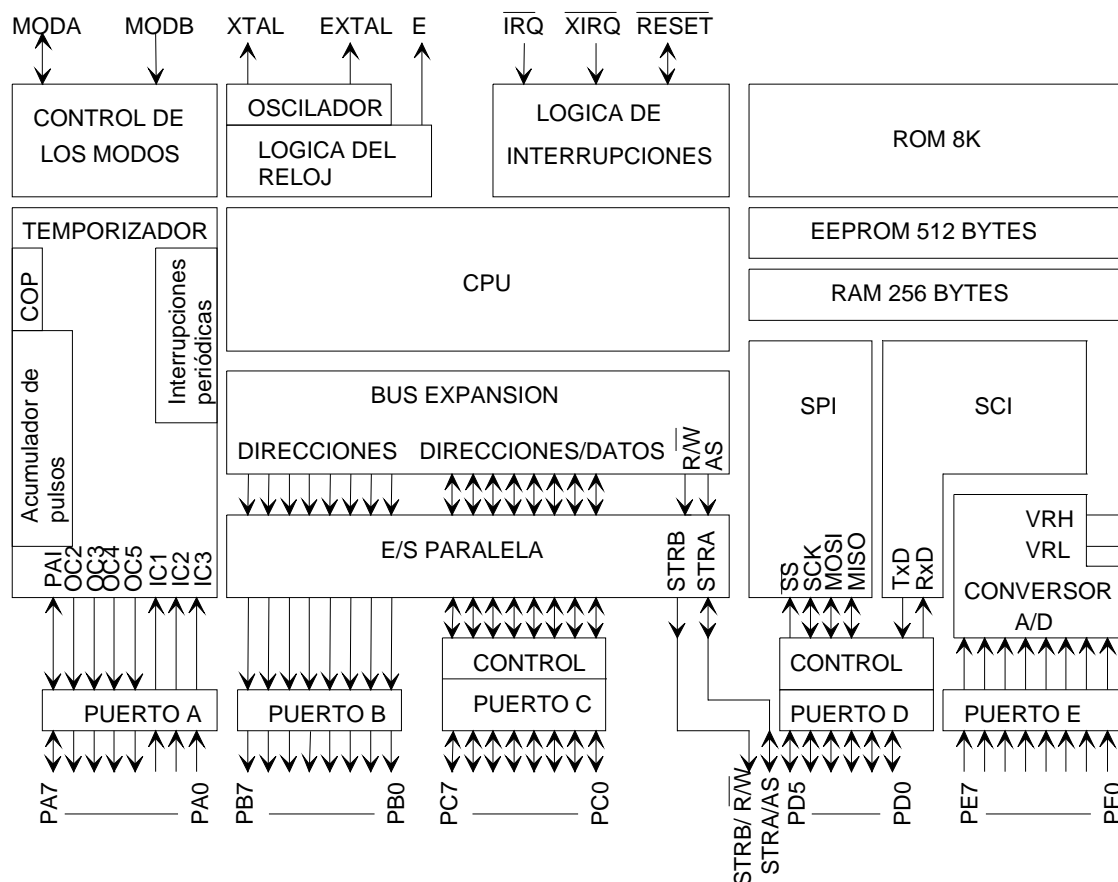 MODA MODB XTAL EXTAL E IRQ XIRQ RESET
CONTROL DE
LOS MODOS
OSCILADOR
LOGICA DEL
RELOJ
LOGICA DE
INTERRUPCIONES
ROM 8K
TEMPORIZADOR
COP
Interrupciones
periódicas
Acumulador de
pulsos
CPU
EEPROM 512 BYTES
RAM 256 BYTES
BUS EXPANSION
DIRECCIONES DIRECCIONES/DATOS R/W AS
SPI
SCI
E/S PARALELA
STRB STRA
PAI OC2 OC3 OC4 OC5 IC1 IC2 IC3
SS SCK MOSI MISO
TxD RxD
VRH
VRL
CONVERSOR
A/D
CONTROL
CONTROL
PUERTO A
PUERTO B
PUERTO C
PUERTO D
PUERTO E
PA7 PA0 PB7 PB0 PC7 PC0 STRB/ R/W STRA/AS PD5 PD0 PE7 PE0